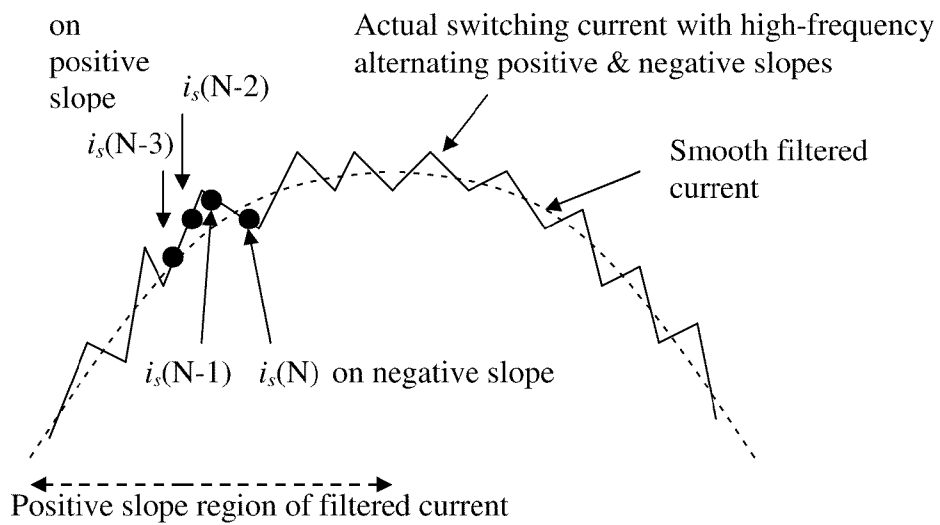 on
positive
slope
i_s(N-2)
i_s(N-3)
Actual switching current with high-frequency
alternating positive & negative slopes
Smooth filtered
current
i_s(N-1) i_s(N) on negative slope
Positive slope region of filtered current